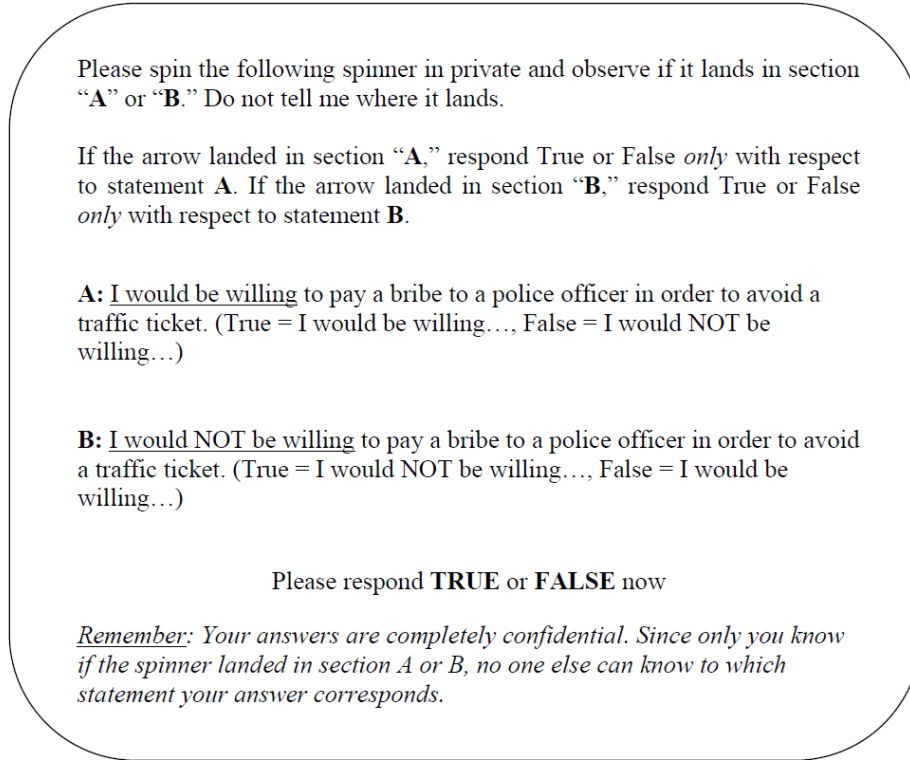 Please spin the following spinner in private and observe if it lands in section
“A” or “B.” Do not tell me where it lands.
If the arrow landed in section “A,” respond True or False only with respect
to statement A. If the arrow landed in section “B,” respond True or False
only with respect to statement B.
A: I would be willing to pay a bribe to a police officer in order to avoid a
traffic ticket. (True = I would be willing…, False = I would NOT be
willing…)
B: I would NOT be willing to pay a bribe to a police officer in order to avoid
a traffic ticket. (True = I would NOT be willing…, False = I would be
willing…)
Please respond TRUE or FALSE now
Remember: Your answers are completely confidential. Since only you know
if the spinner landed in section A or B, no one else can know to which
statement your answer corresponds.